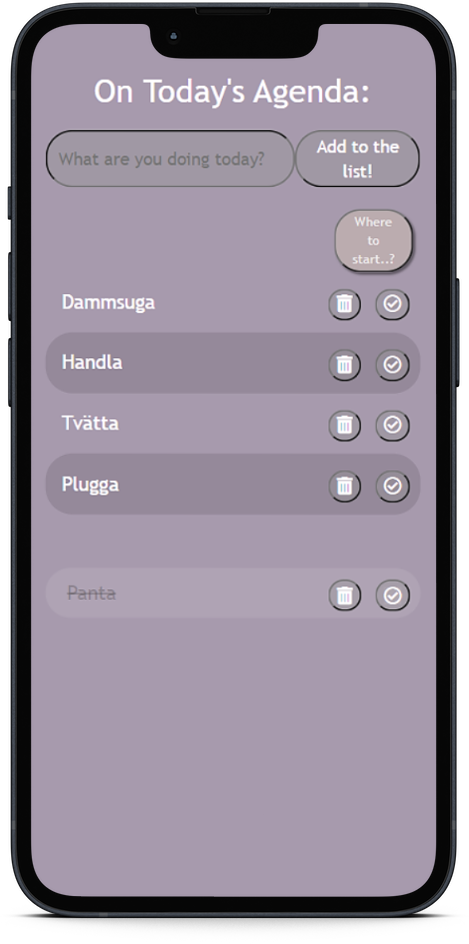 On Today's Agenda:
What are you doing today?
Add to the
list!
Where
to
start..?
Dammsuga
Handla
Tvätta
Plugga
Panta